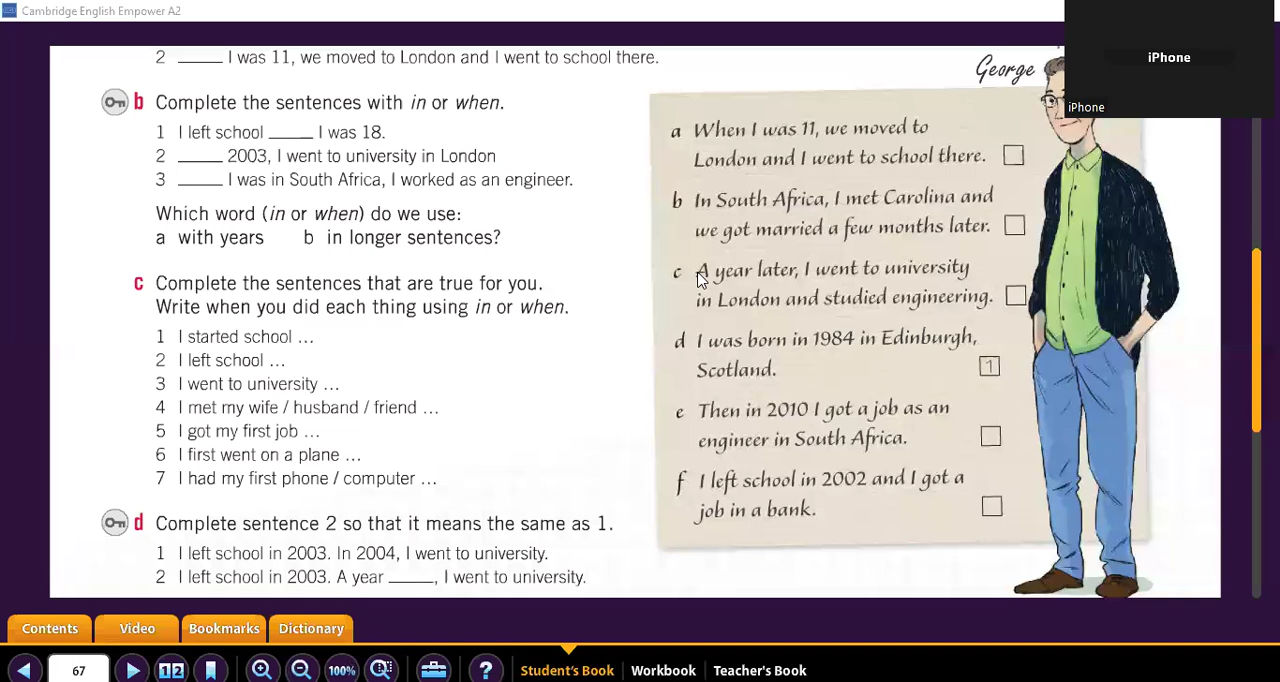 Cambridge English Empower A2
iPhone
iPhone
2 _____ I was 11, we moved to London and I went to school there.
b Complete the sentences with in or when.
1 I left school _____ I was 18.
2 _____ 2003, I went to university in London
3 _____ I was in South Africa, I worked as an engineer.
Which word (in or when) do we use:
a with years b in longer sentences?
c Complete the sentences that are true for you.
Write when you did each thing using in or when.
1 I started school ...
2 I left school ...
3 I went to university ...
4 I met my wife / husband / friend ...
5 I got my first job ...
6 I first went on a plane ...
7 I had my first phone / computer ...
d Complete sentence 2 so that it means the same as 1.
1 I left school in 2003. In 2004, I went to university.
2 I left school in 2003. A year _____, I went to university.
George
a When I was 11, we moved to
London and I went to school there.
b In South Africa, I met Carolina and
we got married a few months later.
c A year later, I went to university
in London and studied engineering.
d I was born in 1984 in Edinburgh,
Scotland. 1
e Then in 2010 I got a job as an
engineer in South Africa.
f I left school in 2002 and I got a
job in a bank.
Contents Video Bookmarks Dictionary
67 12 100% ? Student's Book Workbook Teacher's Book